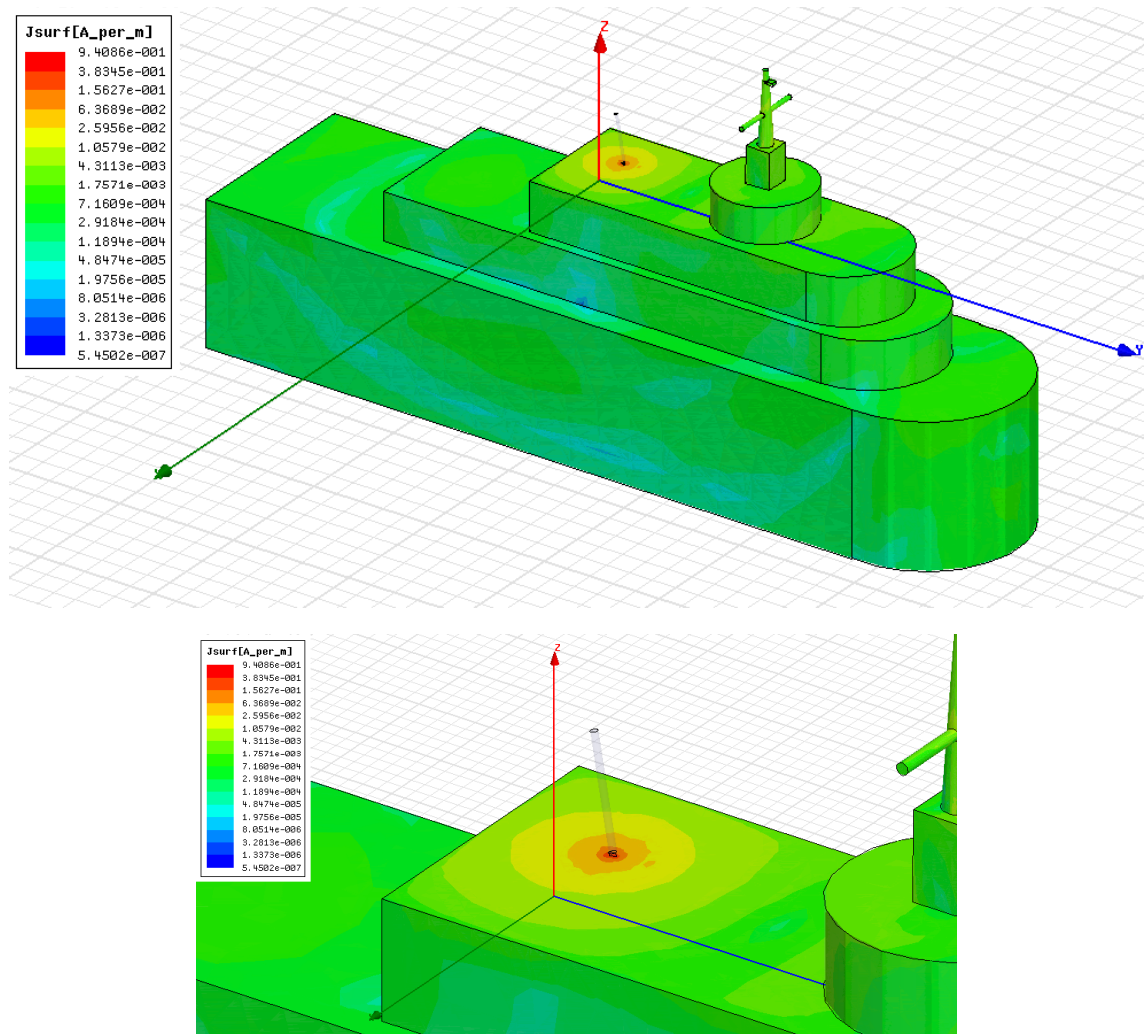 Jsurf[A_per_m]
9.4086e-001
3.8345e-001
1.5627e-001
6.3689e-002
2.5956e-002
1.0579e-002
4.3113e-003
1.7571e-003
7.1609e-004
2.9184e-004
1.1894e-004
4.8474e-005
1.9756e-005
8.0514e-006
3.2813e-006
1.3373e-006
5.4502e-007
Z
Y
Jsurf[A_per_m]
9.4086e-001
3.8345e-001
1.5627e-001
6.3689e-002
2.5956e-002
1.0579e-002
4.3113e-003
1.7571e-003
7.1609e-004
2.9184e-004
1.1894e-004
4.8474e-005
1.9756e-005
8.0514e-006
3.2813e-006
1.3373e-006
5.4502e-007
Z